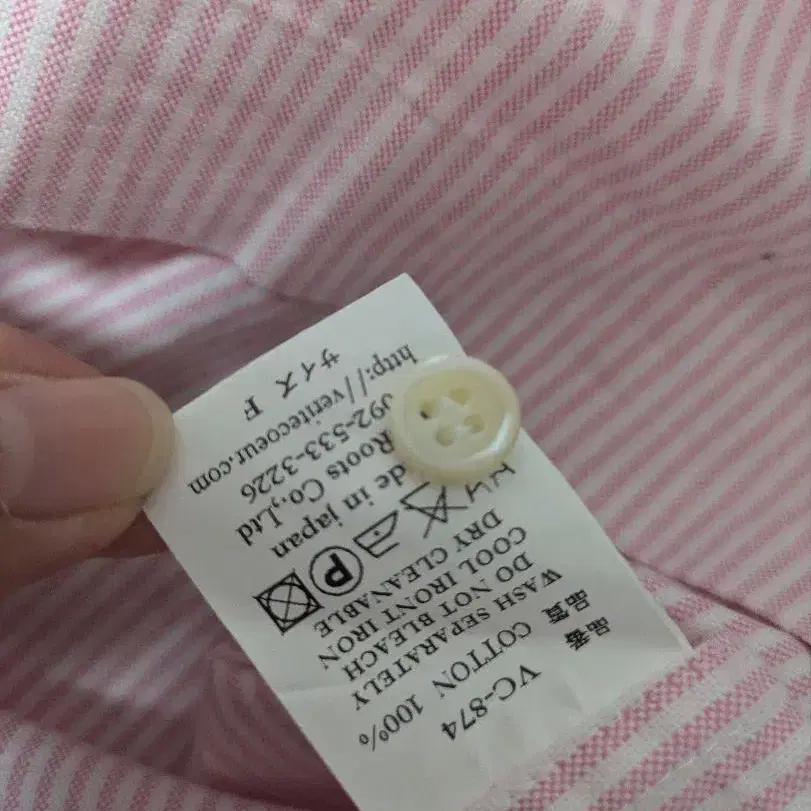 品番 VC-874
品質 COTTON 100%
WASH SEPARATELY
DO NOT BLEACH
COOL IRONT IRON
DRY CLEANABLE
P
de in japan
Roots Co.,Ltd
092-533-3226
http://veritecoeur.com
サイズ F